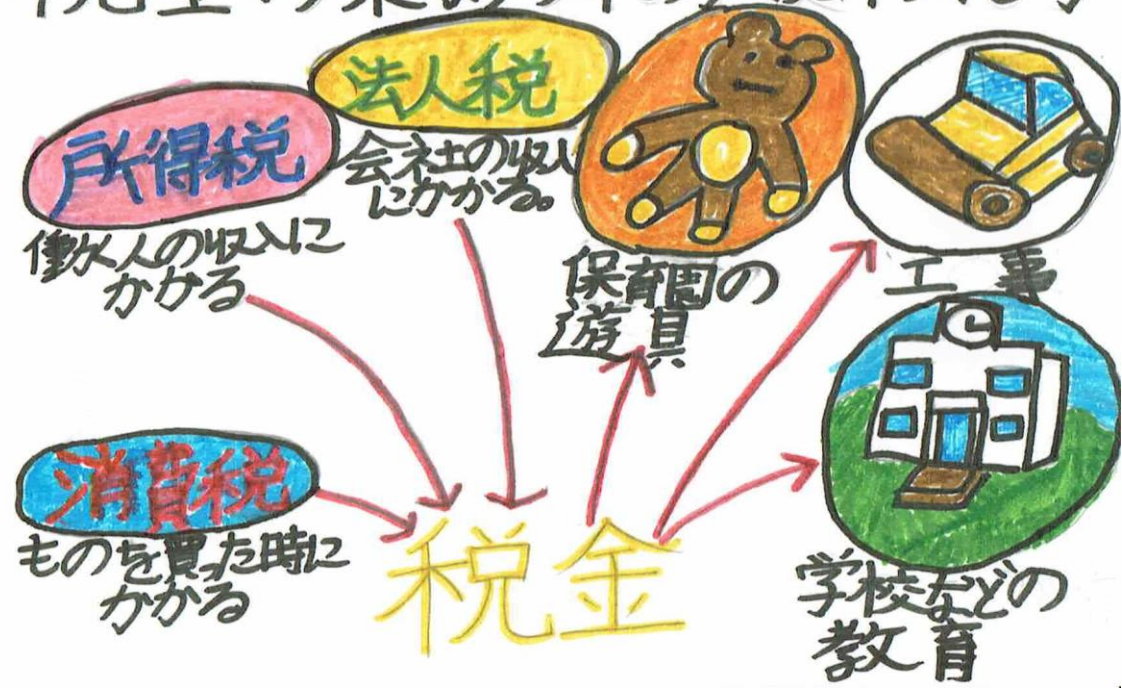 法人税
会社の収入
にかかる。
所得税
働く人の収入に
かかる
消費税
ものを買った時に
かかる
税金
保育園の
遊具
工事
学校などの
教育